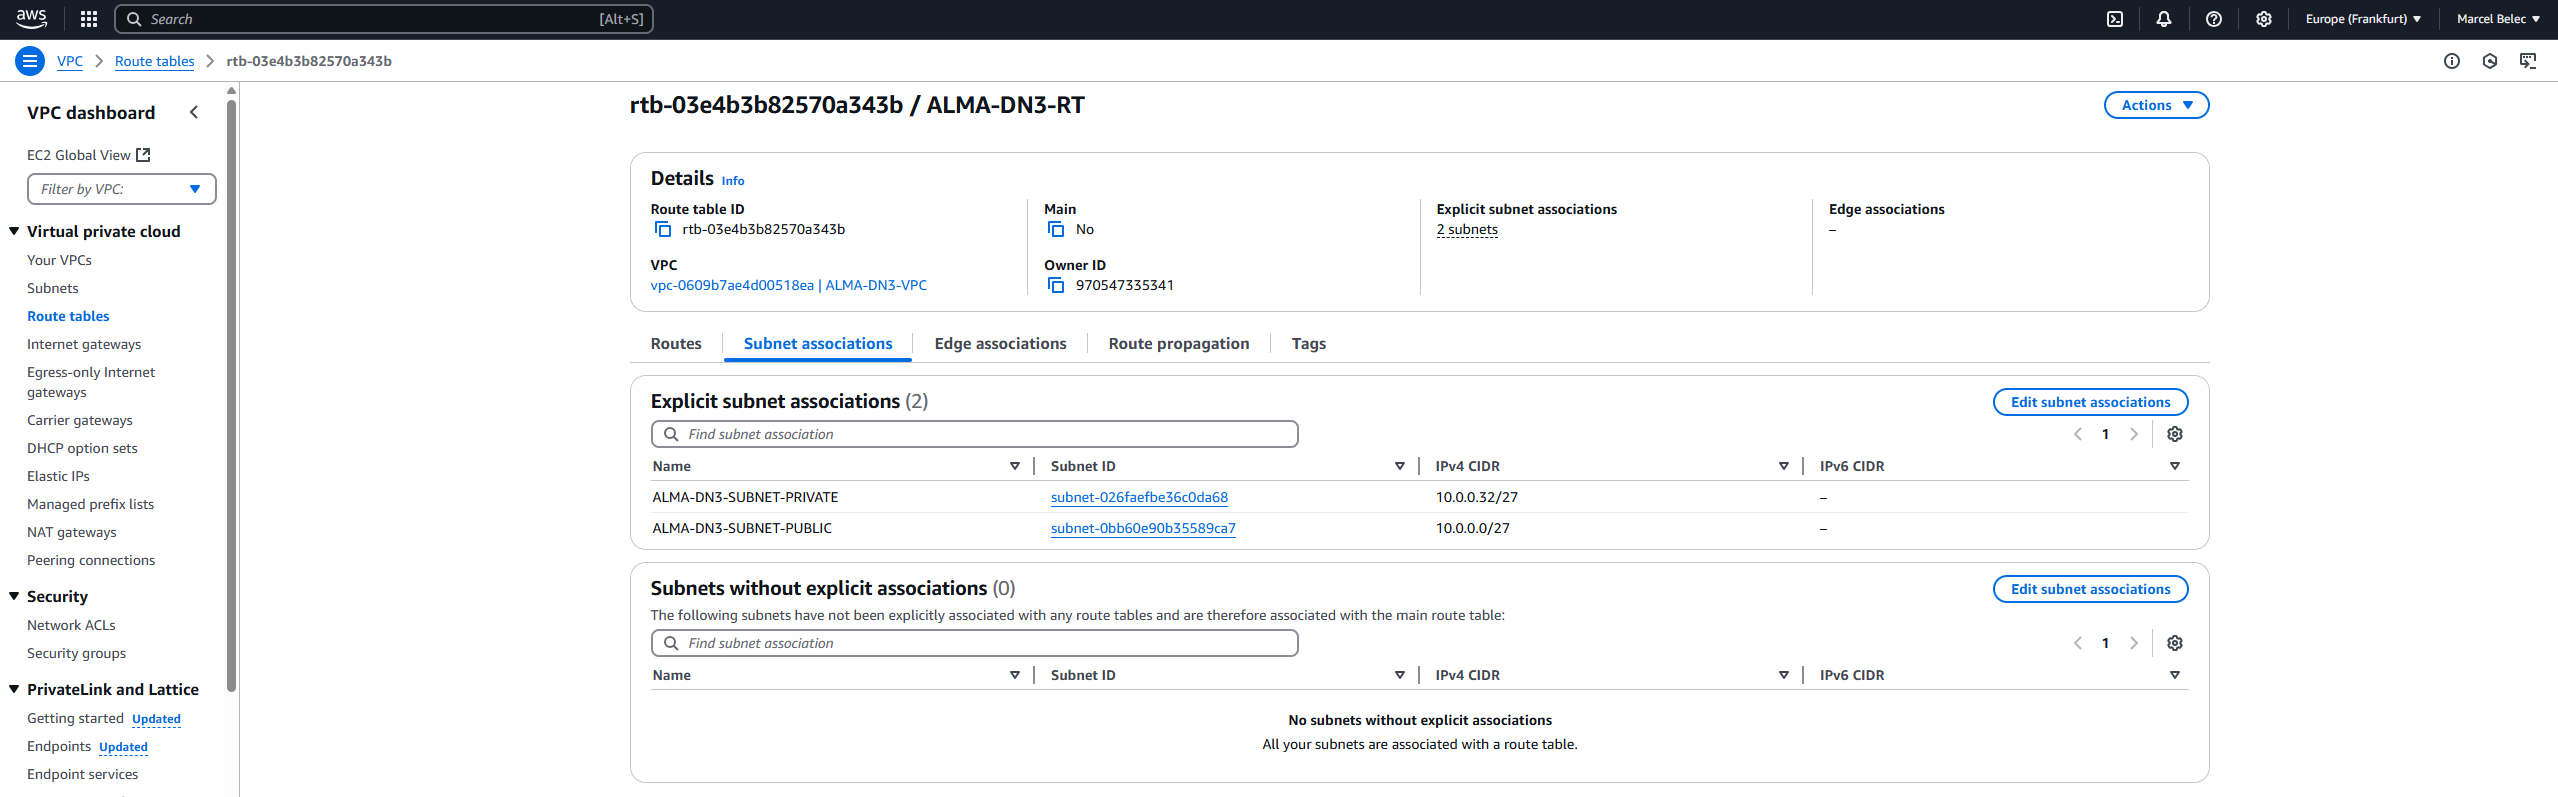 aws Search [Alt+S] Europe (Frankfurt) Marcel Belec
VPC Route tables rtb-03e4b3b82570a343b
VPC dashboard
EC2 Global View
Filter by VPC:
Virtual private cloud
Your VPCs
Subnets
Route tables
Internet gateways
Egress-only Internet
gateways
Carrier gateways
DHCP option sets
Elastic IPs
Managed prefix lists
NAT gateways
Peering connections
Security
Network ACLs
Security groups
PrivateLink and Lattice
Getting started Updated
Endpoints Updated
Endpoint services
rtb-03e4b3b82570a343b / ALMA-DN3-RT
Actions
Details Info
Route table ID
rtb-03e4b3b82570a343b
VPC
vpc-0609b7ae4d00518ea | ALMA-DN3-VPC
Main
No
Owner ID
970547335341
Explicit subnet associations
2 subnets
Edge associations
–
Routes Subnet associations Edge associations Route propagation Tags
Explicit subnet associations (2)
Edit subnet associations
Find subnet association
1
Name Subnet ID IPv4 CIDR IPv6 CIDR
ALMA-DN3-SUBNET-PRIVATE subnet-026faefbe36c0da68 10.0.0.32/27 –
ALMA-DN3-SUBNET-PUBLIC subnet-0bb60e90b35589ca7 10.0.0.0/27 –
Subnets without explicit associations (0)
Edit subnet associations
The following subnets have not been explicitly associated with any route tables and are therefore associated with the main route table:
Find subnet association
1
Name Subnet ID IPv4 CIDR IPv6 CIDR
No subnets without explicit associations
All your subnets are associated with a route table.